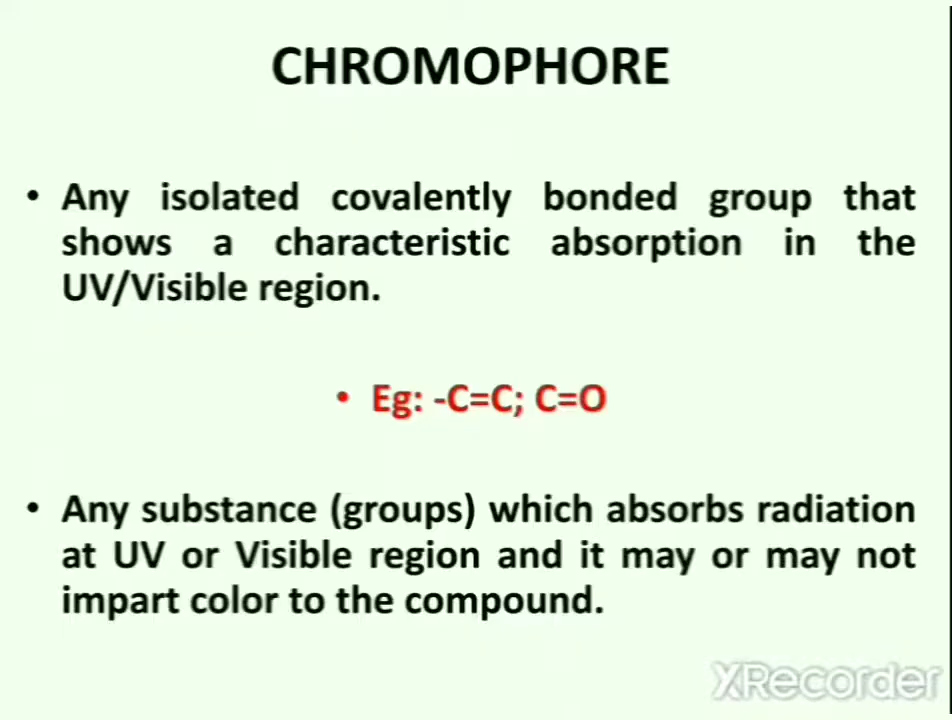 CHROMOPHORE
• Any isolated covalently bonded group that
shows a characteristic absorption in the
UV/Visible region.
• Eg: -C=C; C=O
• Any substance (groups) which absorbs radiation
at UV or Visible region and it may or may not
impart color to the compound.
XRecorder